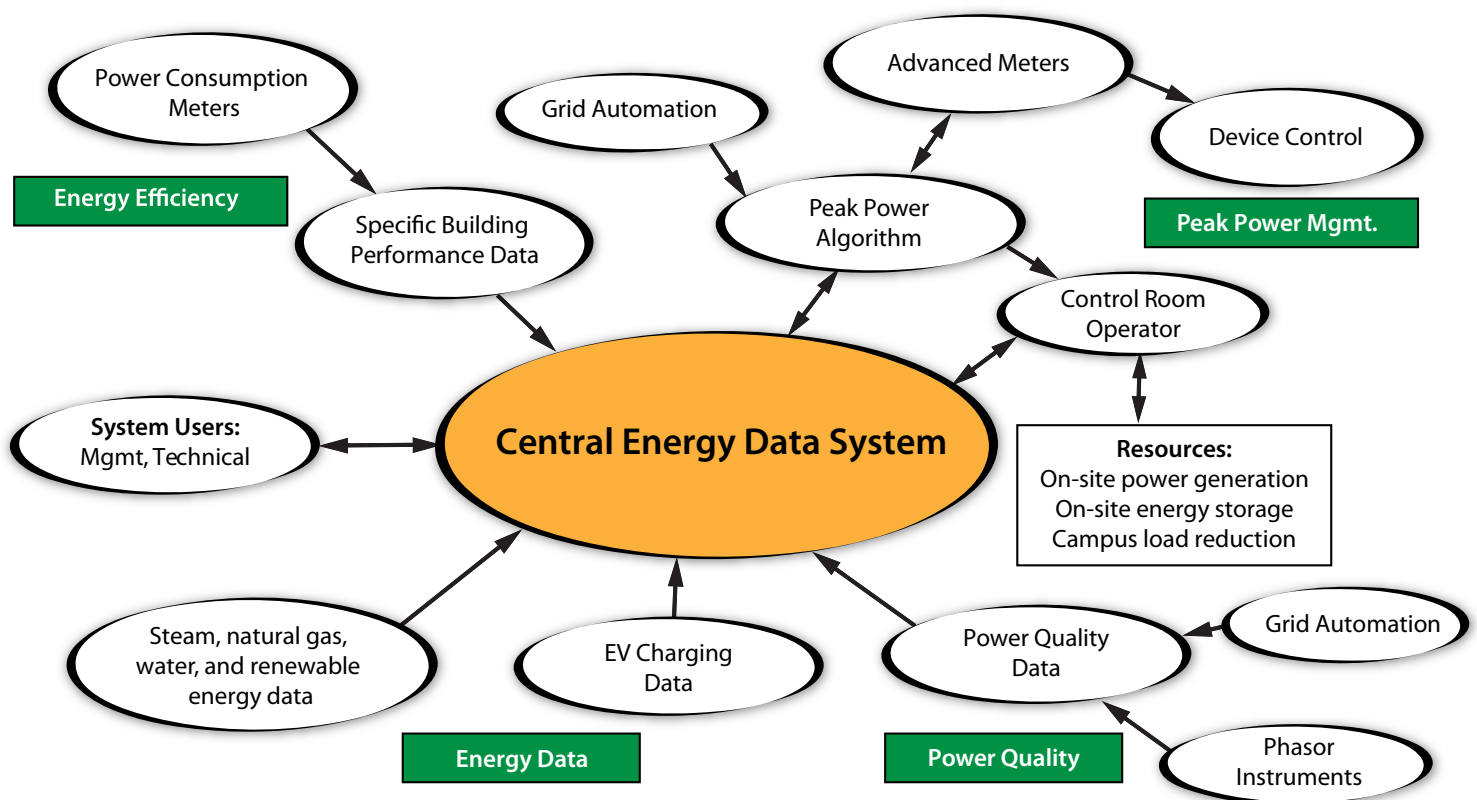 Power Consumption
Meters
Grid Automation
Advanced Meters
Device Control
Energy Efficiency
Specific Building
Performance Data
Peak Power
Algorithm
Peak Power Mgmt.
Control Room
Operator
System Users:
Mgmt, Technical
Central Energy Data System
Resources:
On-site power generation
On-site energy storage
Campus load reduction
Steam, natural gas,
water, and renewable
energy data
EV Charging
Data
Power Quality
Data
Grid Automation
Energy Data
Power Quality
Phasor
Instruments